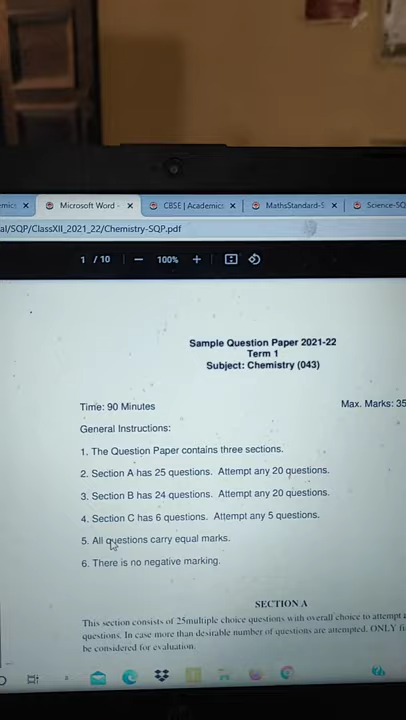 emics
Microsoft Word -
CBSE | Academics
MathsStandard-S
Science-SQ
al/SQP/ClassXII_2021_22/Chemistry-SQP.pdf
1 / 10
100%
Sample Question Paper 2021-22
Term 1
Subject: Chemistry (043)
Time: 90 Minutes Max. Marks: 35
General Instructions:
1. The Question Paper contains three sections.
2. Section A has 25 questions. Attempt any 20 questions.
3. Section B has 24 questions. Attempt any 20 questions.
4. Section C has 6 questions. Attempt any 5 questions.
5. All questions carry equal marks.
6. There is no negative marking.
SECTION A
This section consists of 25multiple choice questions with overall choice to attempt
questions. In case more than desirable number of questions are attempted, ONLY
be considered for evaluation.